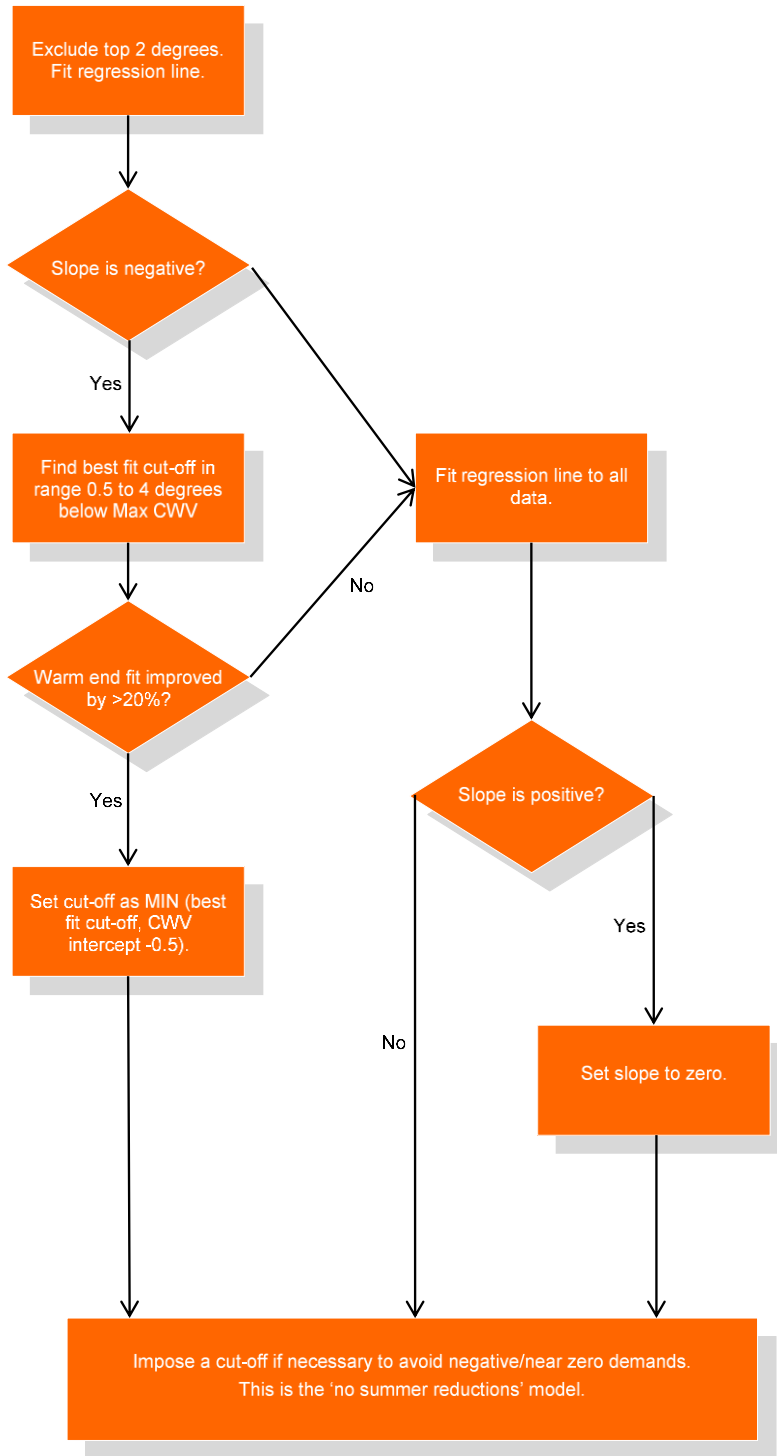 Exclude top 2 degrees.
Fit regression line.
Slope is negative?
Yes
Find best fit cut-off in
range 0.5 to 4 degrees
below Max CWV
Fit regression line to all
data.
No
Warm end fit improved
by >20%?
Yes
Slope is positive?
Set cut-off as MIN (best
fit cut-off, CWV
intercept -0.5).
Yes
No
Set slope to zero.
Impose a cut-off if necessary to avoid negative/near zero demands.
This is the ‘no summer reductions’ model.